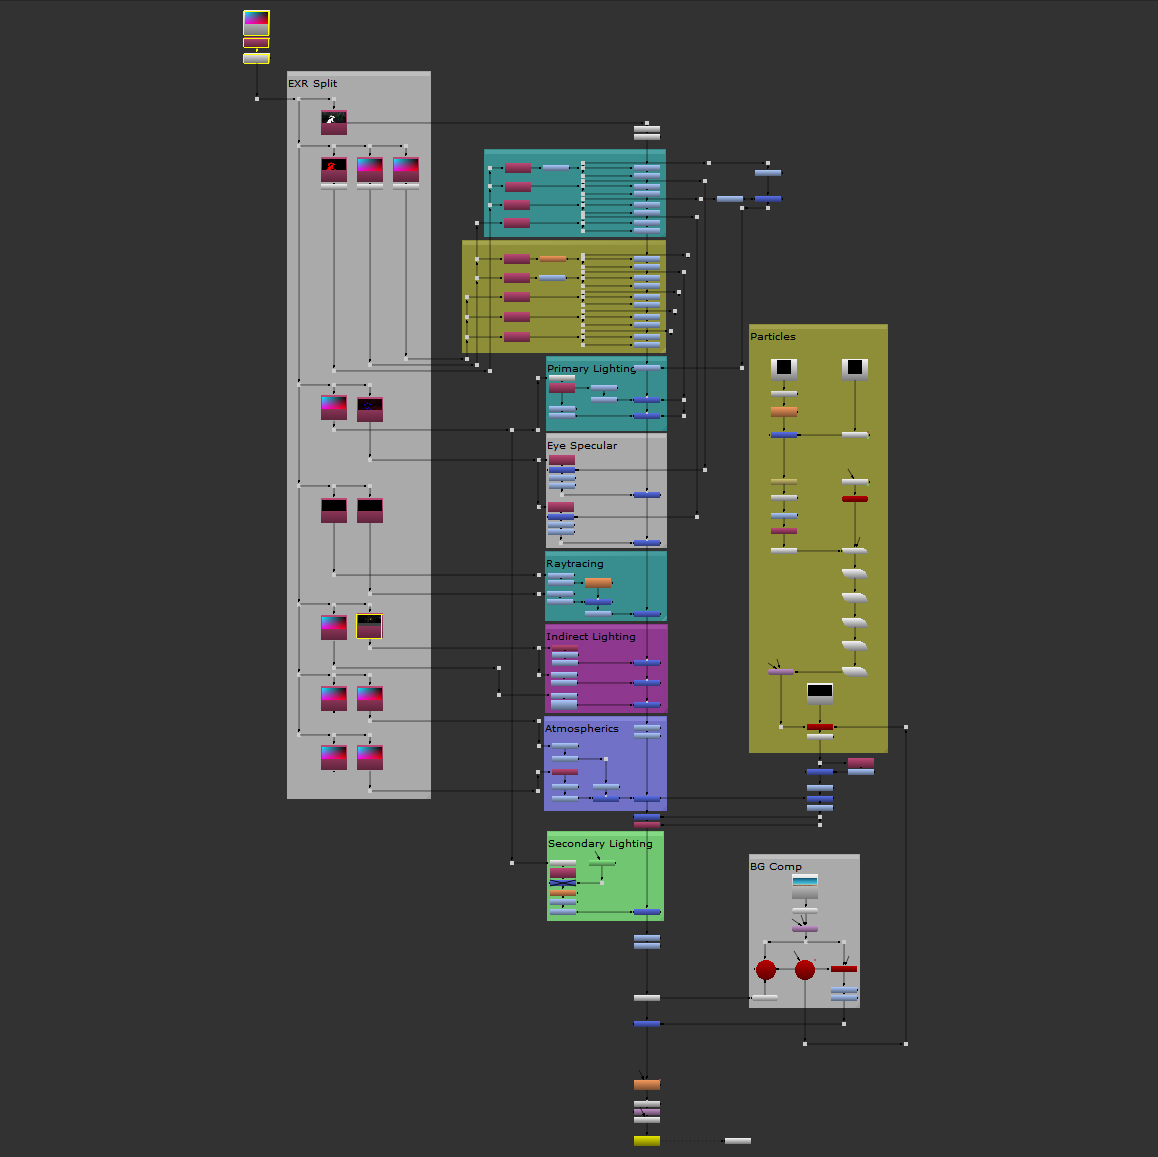 EXR Split
Primary Lighting
Particles
Eye Specular
Raytracing
Indirect Lighting
Atmospherics
Secondary Lighting
BG Comp